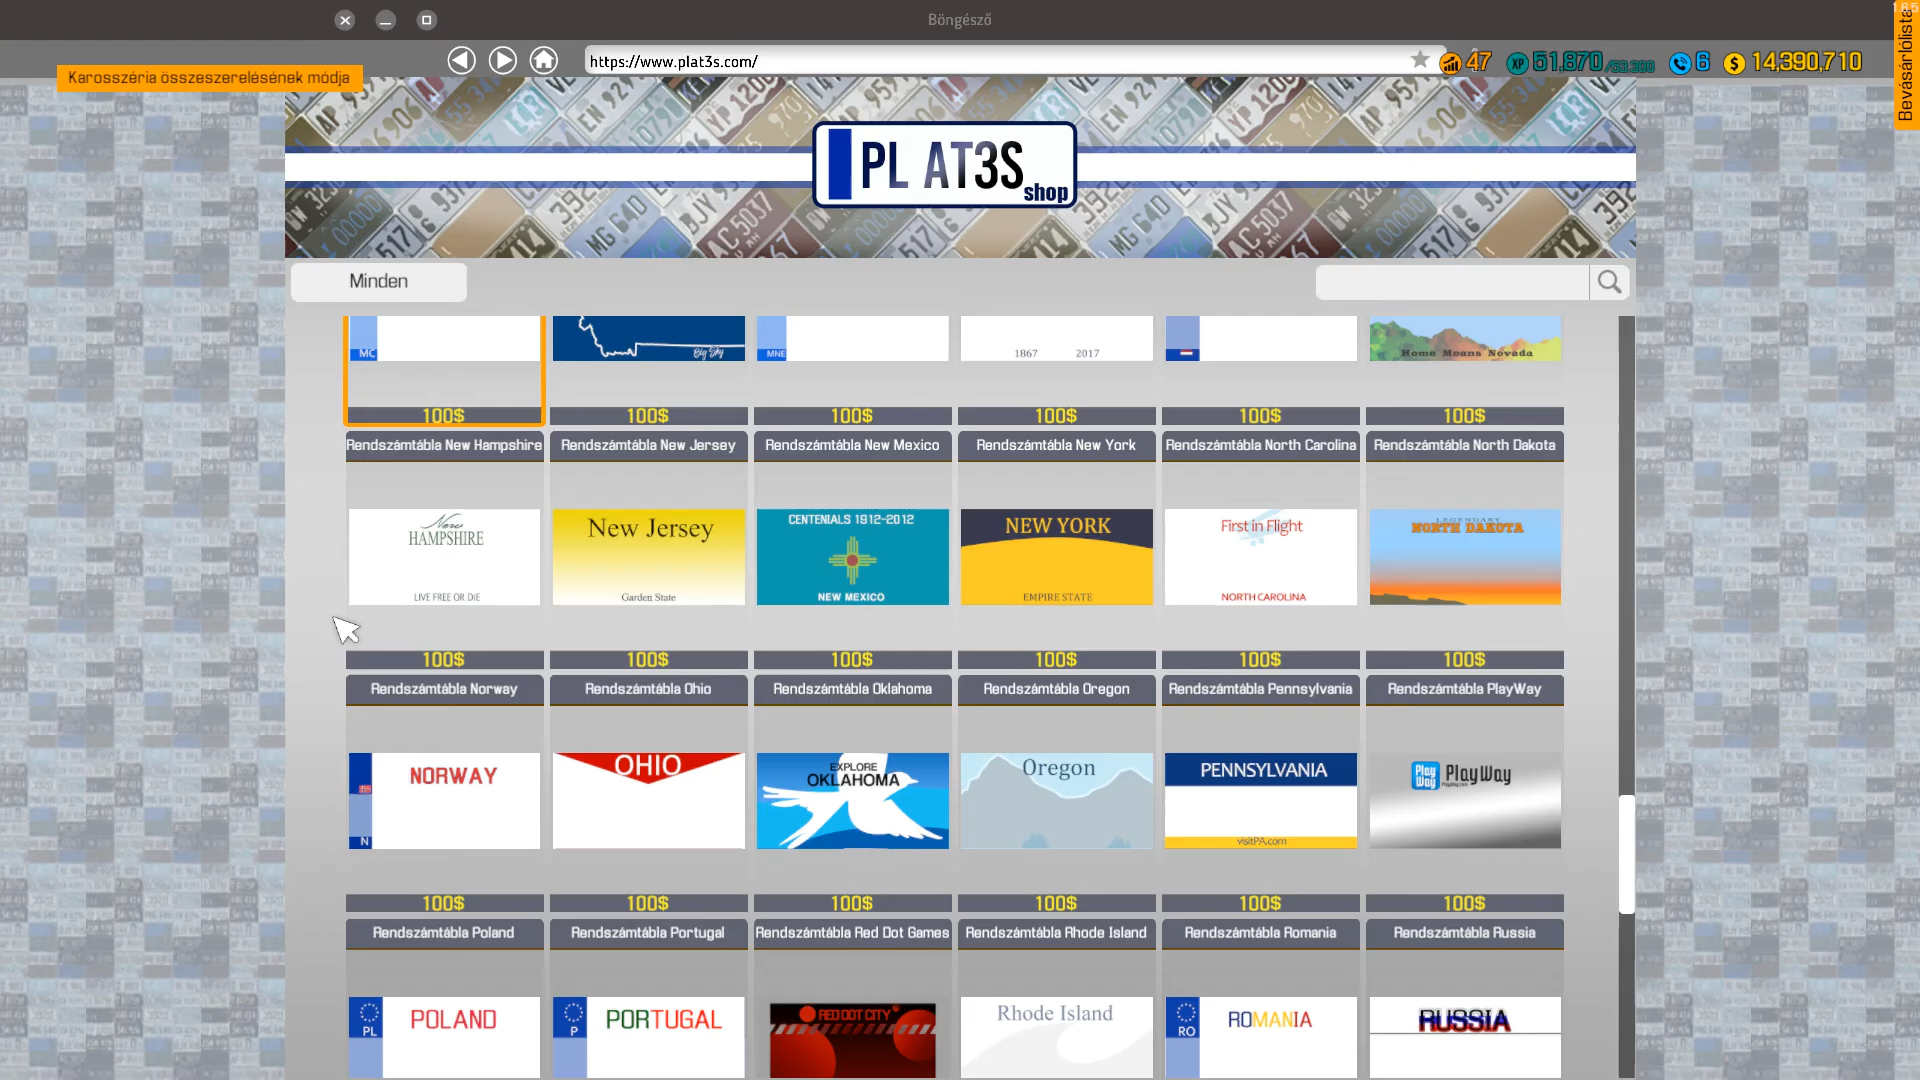 Böngésző
https://www.plat3s.com/
47
51,870/53,300
6
14,390,710
Karosszéria összeszerelésének módja
Bevásárlólista
PLAT3S
shop
Minden
MC
Big Sky
MNE
1867 2017
Home Means Nevada
100$ 100$ 100$ 100$ 100$ 100$
Rendszámtábla New Hampshire
Rendszámtábla New Jersey
Rendszámtábla New Mexico
Rendszámtábla New York
Rendszámtábla North Carolina
Rendszámtábla North Dakota
New
HAMPSHIRE
LIVE FREE OR DIE
New Jersey
Garden State
CENTENIALS 1912-2012
NEW MEXICO
NEW YORK
EMPIRE STATE
First in Flight
NORTH CAROLINA
LEGENDARY
NORTH DAKOTA
100$ 100$ 100$ 100$ 100$ 100$
Rendszámtábla Norway
Rendszámtábla Ohio
Rendszámtábla Oklahoma
Rendszámtábla Oregon
Rendszámtábla Pennsylvania
Rendszámtábla PlayWay
NORWAY
N
OHIO
EXPLORE
OKLAHOMA
Oregon
PENNSYLVANIA
visitPA.com
Play
Way
PlayWay
100$ 100$ 100$ 100$ 100$ 100$
Rendszámtábla Poland
Rendszámtábla Portugal
Rendszámtábla Red Dot Games
Rendszámtábla Rhode Island
Rendszámtábla Romania
Rendszámtábla Russia
PL
POLAND
P
PORTUGAL
RED DOT CITY
Rhode Island
RO
ROMANIA
RUSSIA